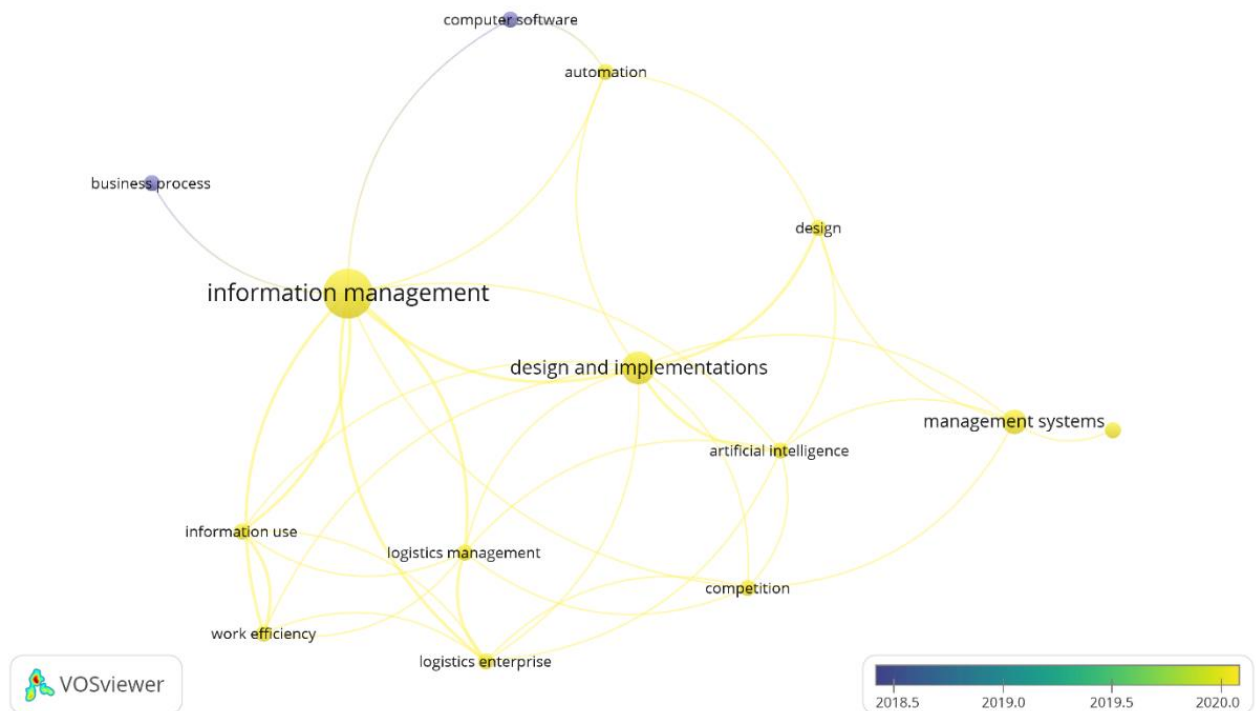 computer software
automation
business process
design
information management
design and implementations
management systems
artificial intelligence
information use
logistics management
competition
work efficiency
logistics enterprise
VOSviewer
2018.5 2019.0 2019.5 2020.0